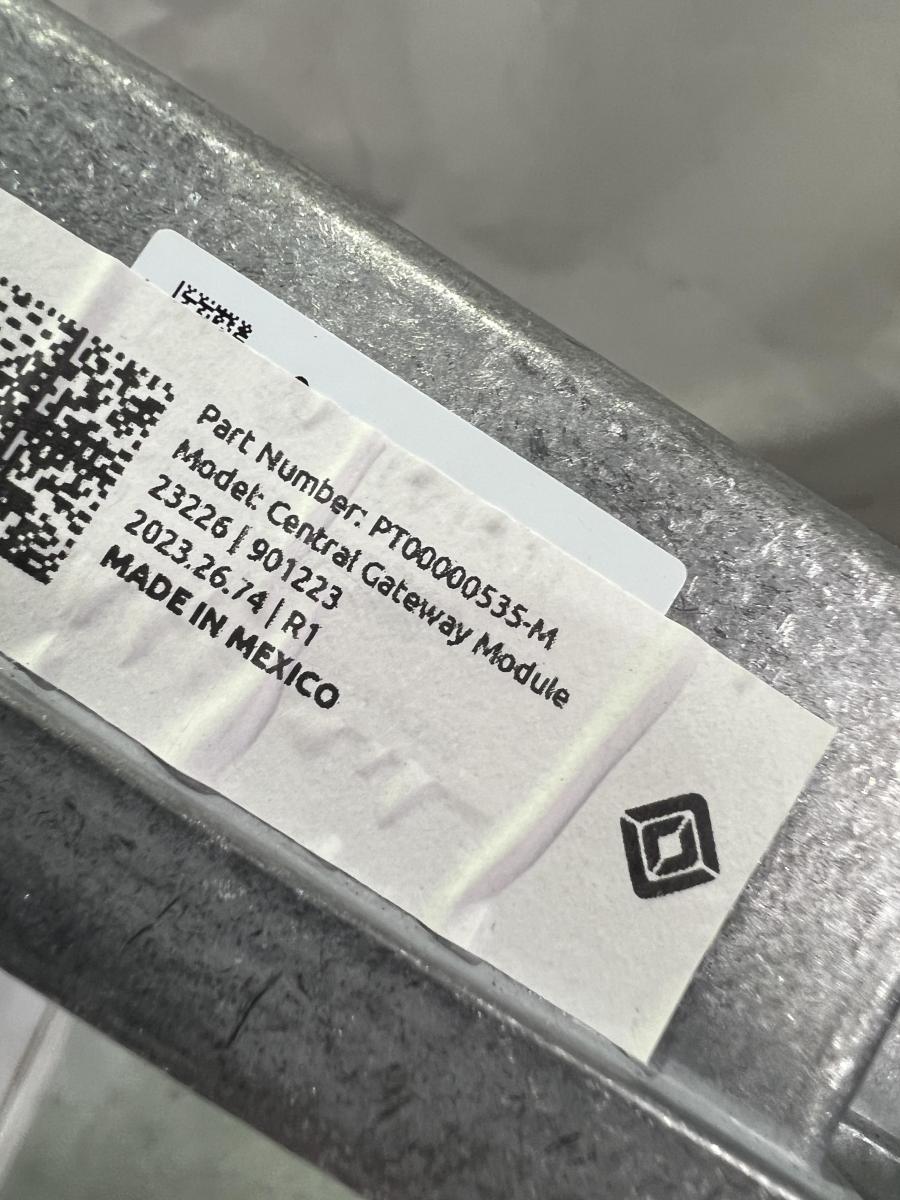 Part Number: PT00000535-M
Model: Central Gateway Module
23226 | 901223
2023.26.74 | R1
MADE IN MEXICO